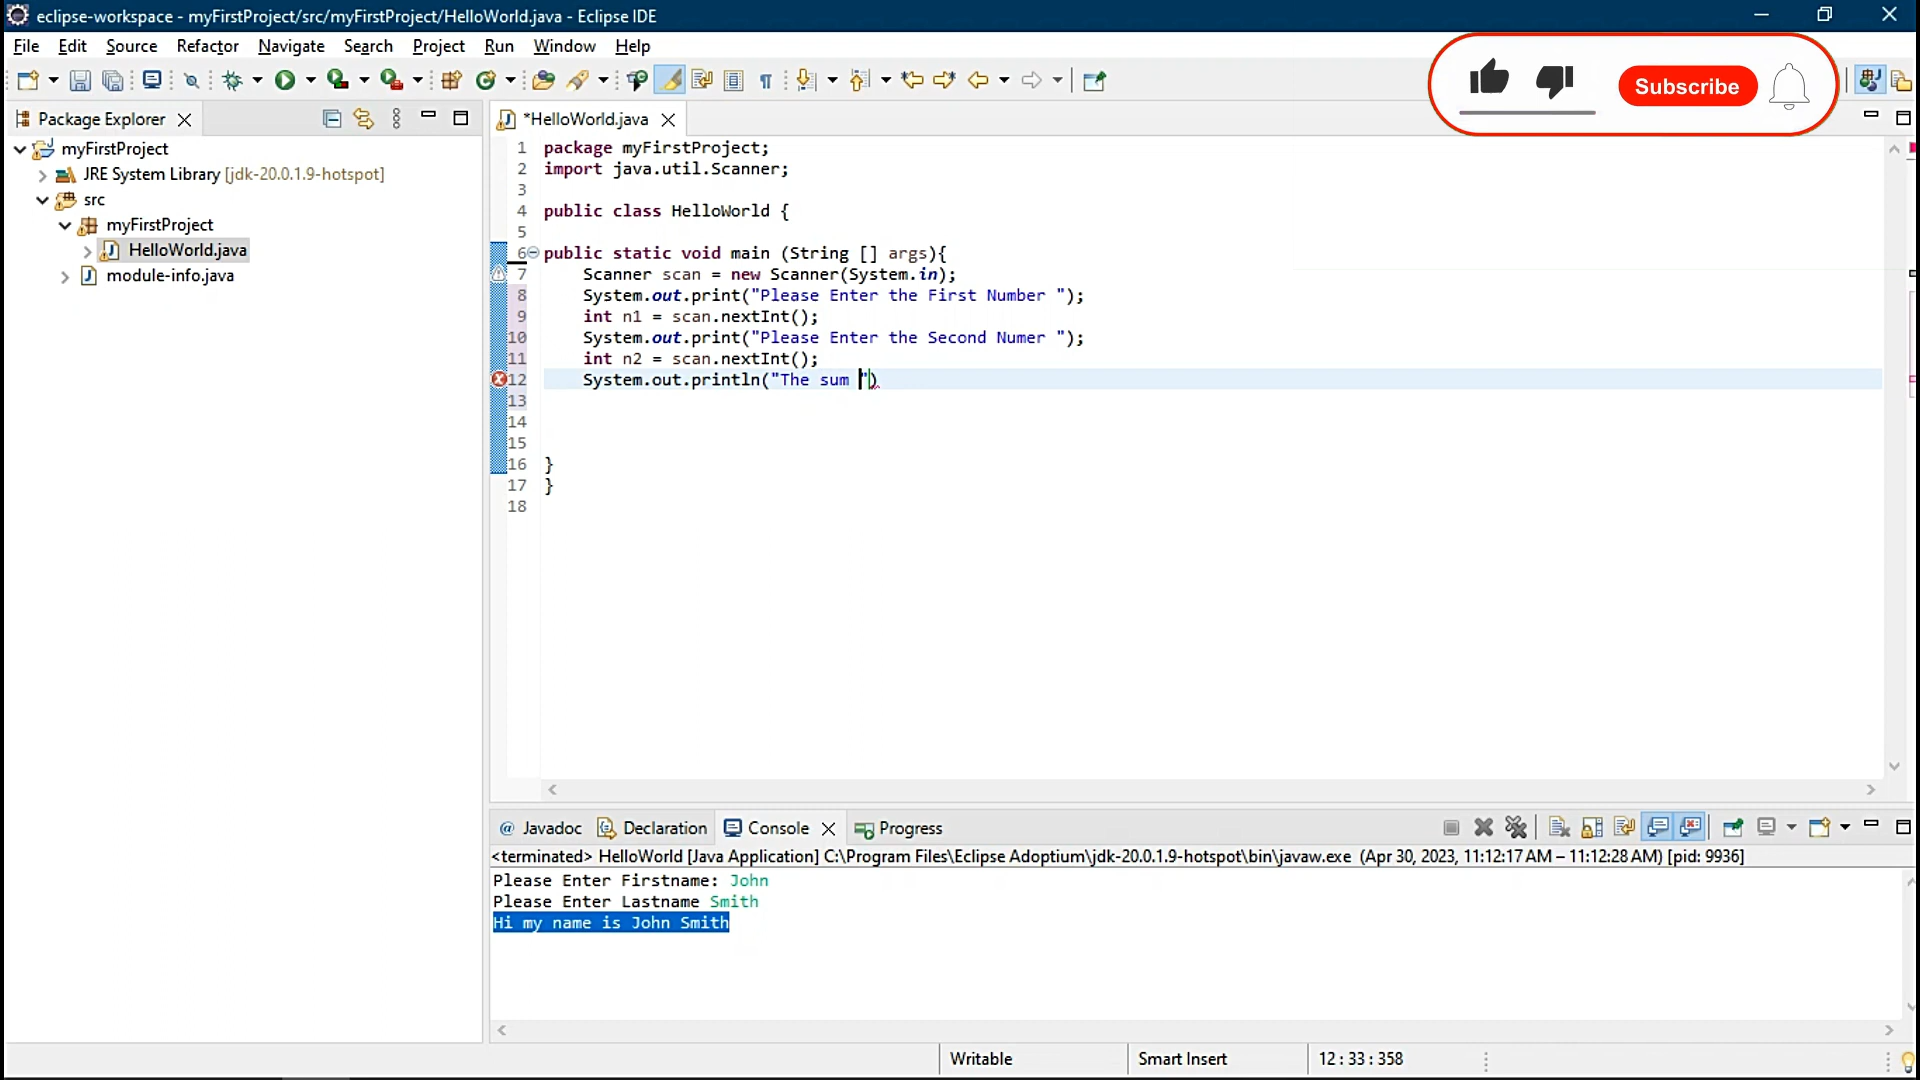 eclipse-workspace - myFirstProject/src/myFirstProject/HelloWorld.java - Eclipse IDE
File Edit Source Refactor Navigate Search Project Run Window Help
Subscribe
Package Explorer
*HelloWorld.java
myFirstProject
JRE System Library [jdk-20.0.1.9-hotspot]
src
myFirstProject
HelloWorld.java
module-info.java
1 package myFirstProject;
2 import java.util.Scanner;
3
4 public class HelloWorld {
5
6 public static void main (String [] args){
7 Scanner scan = new Scanner(System.in);
8 System.out.print("Please Enter the First Number ");
9 int n1 = scan.nextInt();
10 System.out.print("Please Enter the Second Numer ");
11 int n2 = scan.nextInt();
12 System.out.println("The sum ")
13
14
15
16 }
17 }
18
@ Javadoc Declaration Console Progress
<terminated> HelloWorld [Java Application] C:\Program Files\Eclipse Adoptium\jdk-20.0.1.9-hotspot\bin\javaw.exe (Apr 30, 2023, 11:12:17 AM – 11:12:28 AM) [pid: 9936]
Please Enter Firstname: John
Please Enter Lastname Smith
Hi my name is John Smith
Writable Smart Insert 12 : 33 : 358